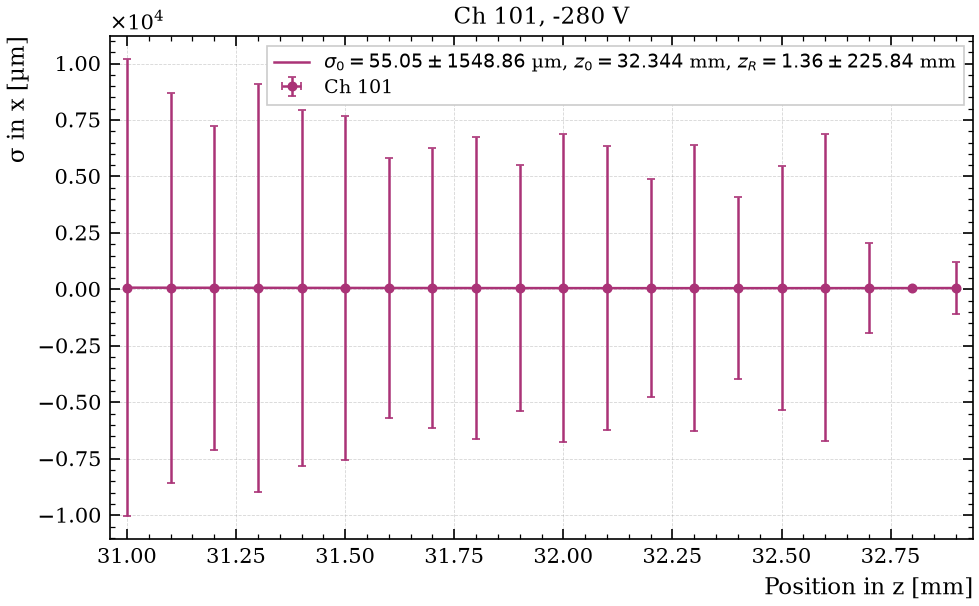 Ch 101, -280 V
×10⁴
σ in x [µm]
σ₀ = 55.05 ± 1548.86 µm, z₀ = 32.344 mm, z_R = 1.36 ± 225.84 mm
Ch 101
1.00
0.75
0.50
0.25
0.00
−0.25
−0.50
−0.75
−1.00
31.00 31.25 31.50 31.75 32.00 32.25 32.50 32.75
Position in z [mm]